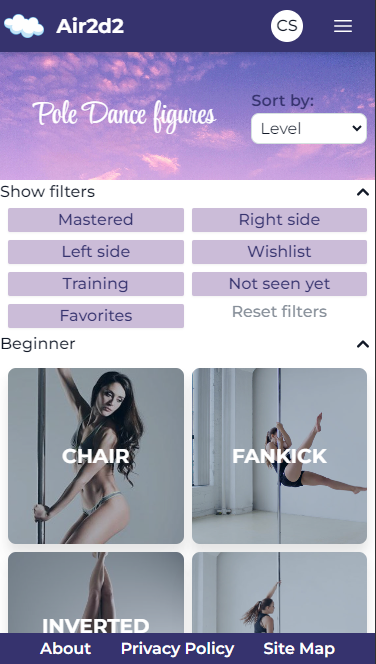 Air2d2 CS
Pole Dance figures
Sort by:
Level
Show filters
Mastered Right side
Left side Wishlist
Training Not seen yet
Favorites Reset filters
Beginner
CHAIR FANKICK
INVERTED
About Privacy Policy Site Map